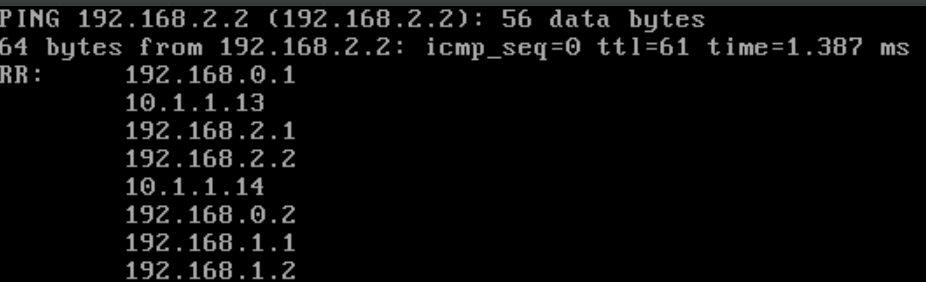 PING 192.168.2.2 (192.168.2.2): 56 data bytes
64 bytes from 192.168.2.2: icmp_seq=0 ttl=61 time=1.387 ms
RR: 192.168.0.1
10.1.1.13
192.168.2.1
192.168.2.2
10.1.1.14
192.168.0.2
192.168.1.1
192.168.1.2